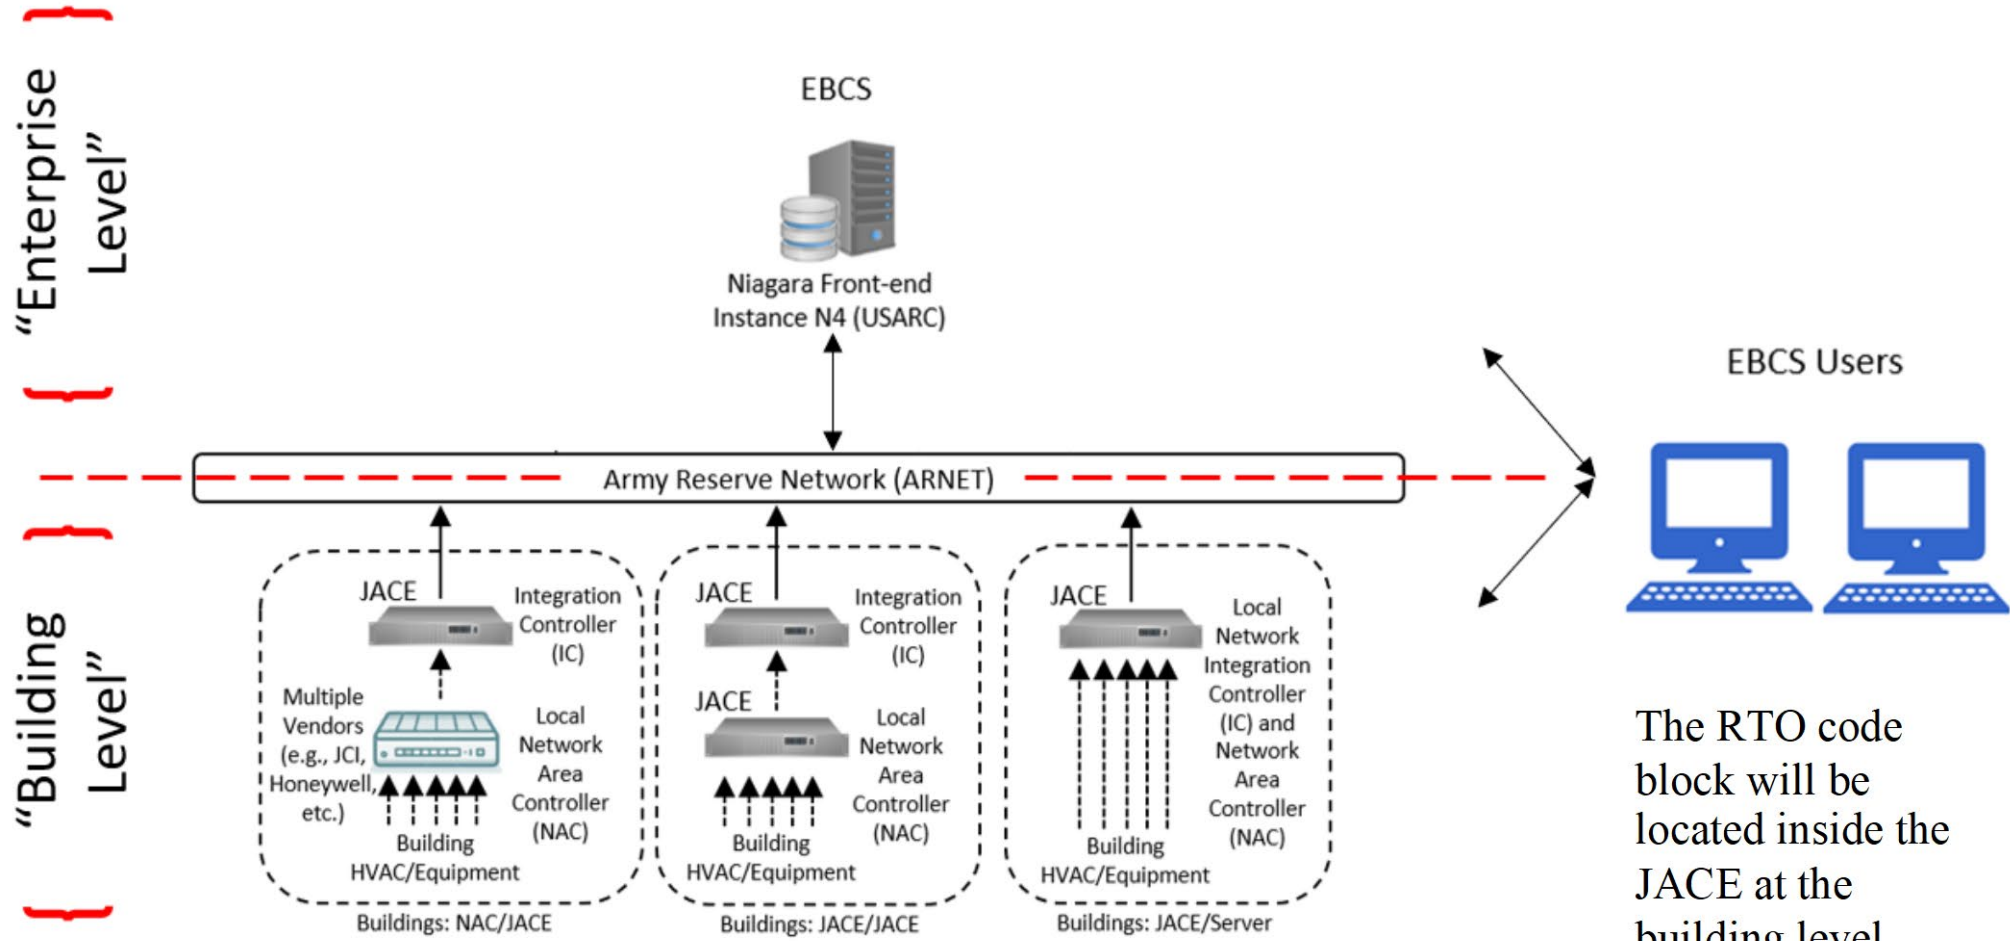 “Enterprise
Level”
EBCS
Niagara Front-end
Instance N4 (USARC)
EBCS Users
Army Reserve Network (ARNET)
“Building
Level”
JACE
Integration
Controller
(IC)
Multiple
Vendors
(e.g., JCI,
Honeywell,
etc.)
Local
Network
Area
Controller
(NAC)
Building
HVAC/Equipment
Buildings: NAC/JACE
JACE
Integration
Controller
(IC)
JACE
Local
Network
Area
Controller
(NAC)
Building
HVAC/Equipment
Buildings: JACE/JACE
JACE
Local
Network
Integration
Controller
(IC) and
Network
Area
Controller
(NAC)
Building
HVAC/Equipment
Buildings: JACE/Server
The RTO code
block will be
located inside the
JACE at the
building level